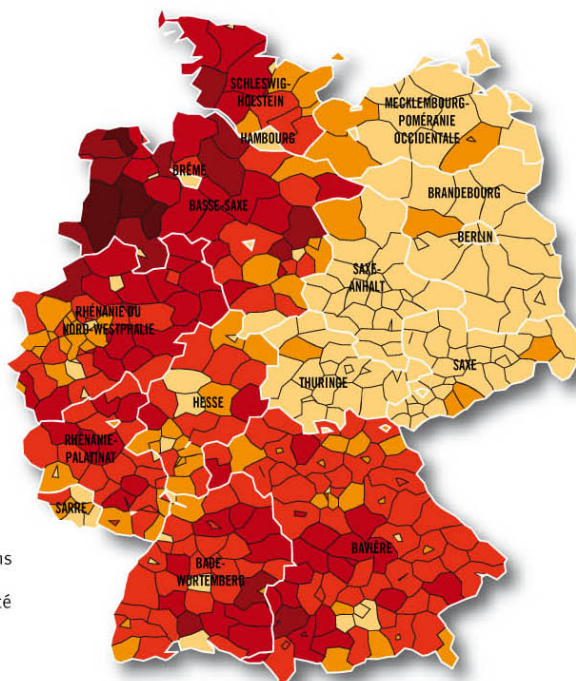 SCHLESWIG-
HOLSTEIN
MECKLEMBOURG-
POMÉRANIE
OCCIDENTALE
HAMBOURG
BRÊME
BASSE-SAXE
BRANDEBOURG
BERLIN
SAXE-
ANHALT
RHÉNANIE DU
NORD-WESTPHALIE
SAXE
THURINGE
HESSE
RHÉNANIE-
PALATINAT
SARRE
BAVIÈRE
BADE-
WURTEMBERG